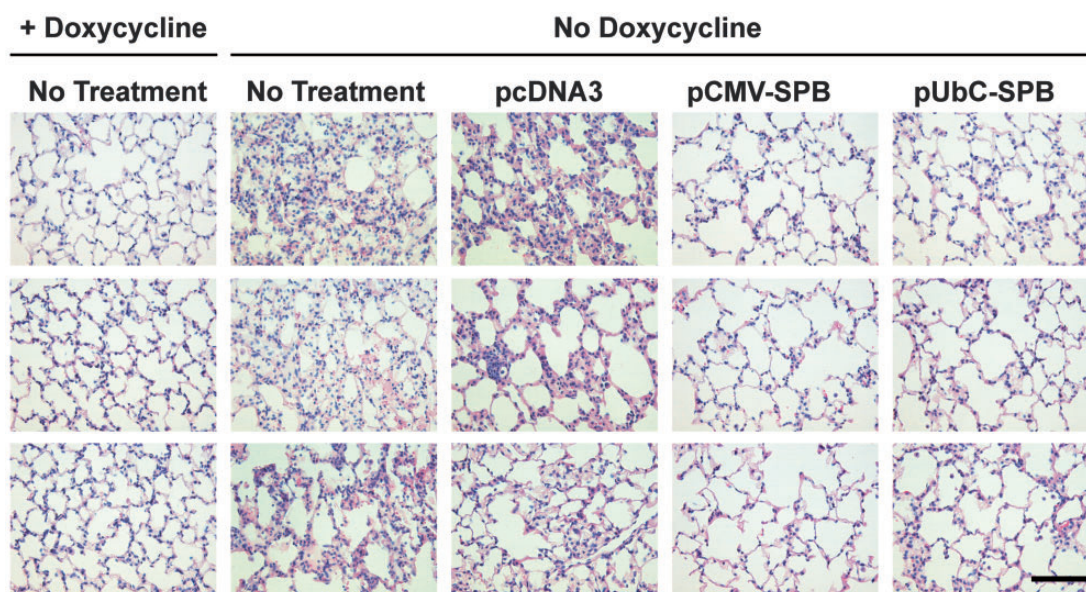 + Doxycycline No Doxycycline
No Treatment No Treatment pcDNA3 pCMV-SPB pUbC-SPB